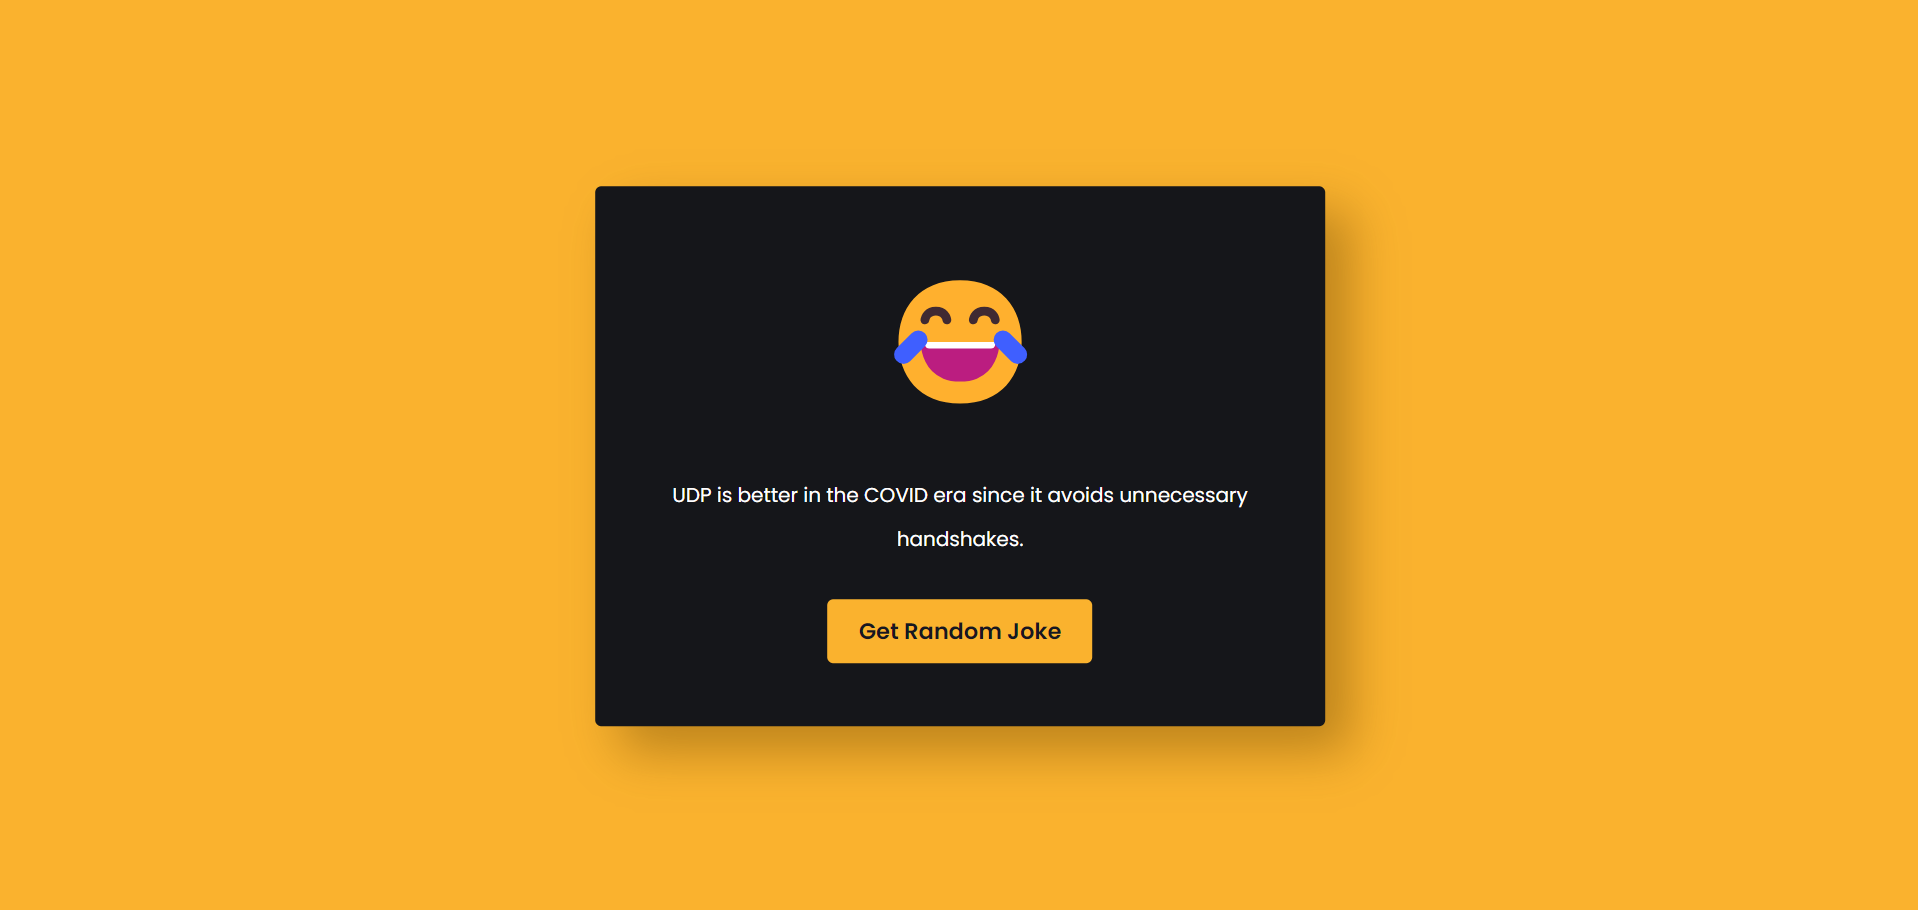 UDP is better in the COVID era since it avoids unnecessary
handshakes.
Get Random Joke